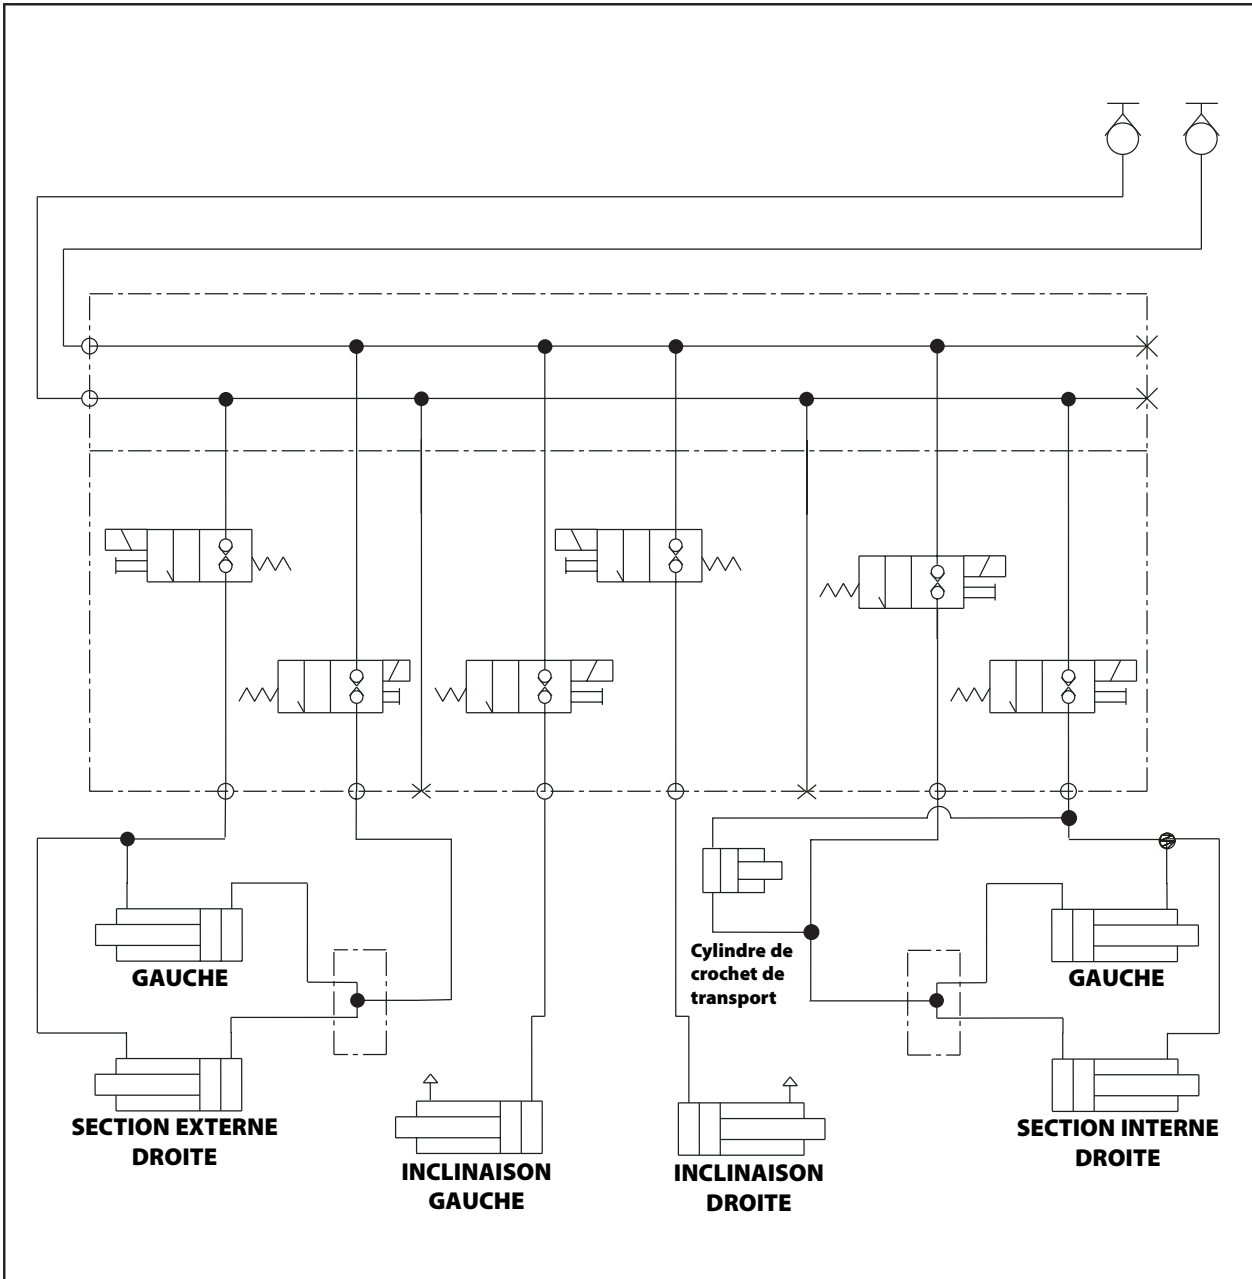 GAUCHE
SECTION EXTERNE
DROITE
INCLINAISON
GAUCHE
INCLINAISON
DROITE
Cylindre de
crochet de
transport
GAUCHE
SECTION INTERNE
DROITE